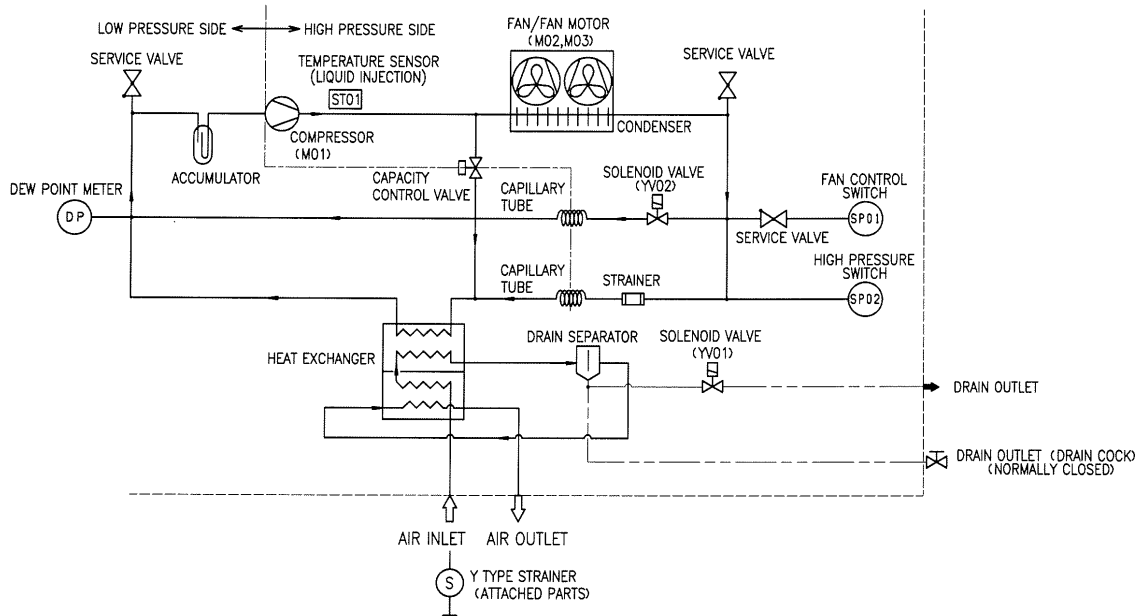 LOW PRESSURE SIDE
HIGH PRESSURE SIDE
FAN/FAN MOTOR
(M02,M03)
SERVICE VALVE
TEMPERATURE SENSOR
(LIQUID INJECTION)
ST01
SERVICE VALVE
COMPRESSOR
(M01)
CONDENSER
ACCUMULATOR
CAPACITY
CONTROL VALVE
CAPILLARY
TUBE
SOLENOID VALVE
(YV02)
FAN CONTROL
SWITCH
SP01
DEW POINT METER
DP
SERVICE VALVE
HIGH PRESSURE
SWITCH
SP02
CAPILLARY
TUBE
STRAINER
HEAT EXCHANGER
DRAIN SEPARATOR
SOLENOID VALVE
(YV01)
DRAIN OUTLET
DRAIN OUTLET (DRAIN COCK)
(NORMALLY CLOSED)
AIR INLET
AIR OUTLET
S
Y TYPE STRAINER
(ATTACHED PARTS)